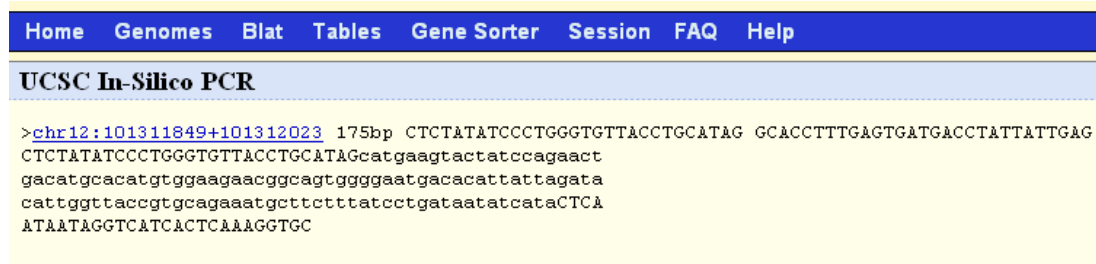 Home Genomes Blat Tables Gene Sorter Session FAQ Help
UCSC In-Silico PCR
>chr12:101311849+101312023 175bp CTCTATATCCCTGGGTGTTACCTGCATAG GCACCTTTGAGTGATGACCTATTATTGAG
CTCTATATCCCTGGGTGTTACCTGCATAGcatgaagtactatccagaact
gacatgcacatgtggaagaacggcagtggggaatgacacattattagata
cattggttaccgtgcagaaatgcttctttatcctgataatatcataCTCA
ATAATAGGTCATCACTCAAAGGTGC